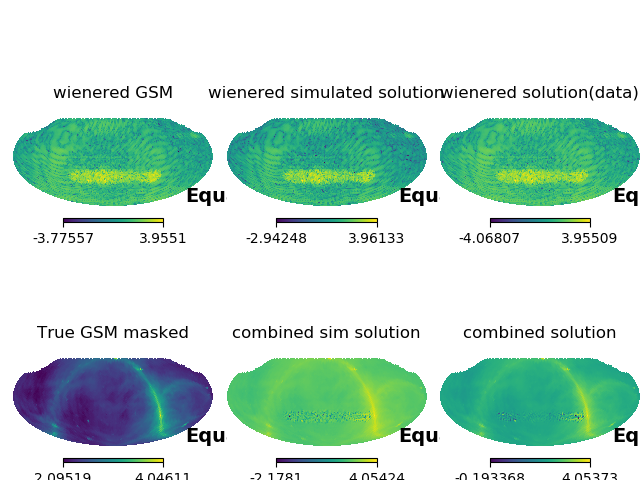 wienered GSM
wienered simulated solution
wienered solution(data)
Equ
Equ
Eq
-3.77557 3.9551
-2.94248 3.96133
-4.06807 3.95509
True GSM masked
combined sim solution
combined solution
Equ
Equ
Eq
2.09519 4.04611
-2.1781 4.05424
-0.193368 4.05373